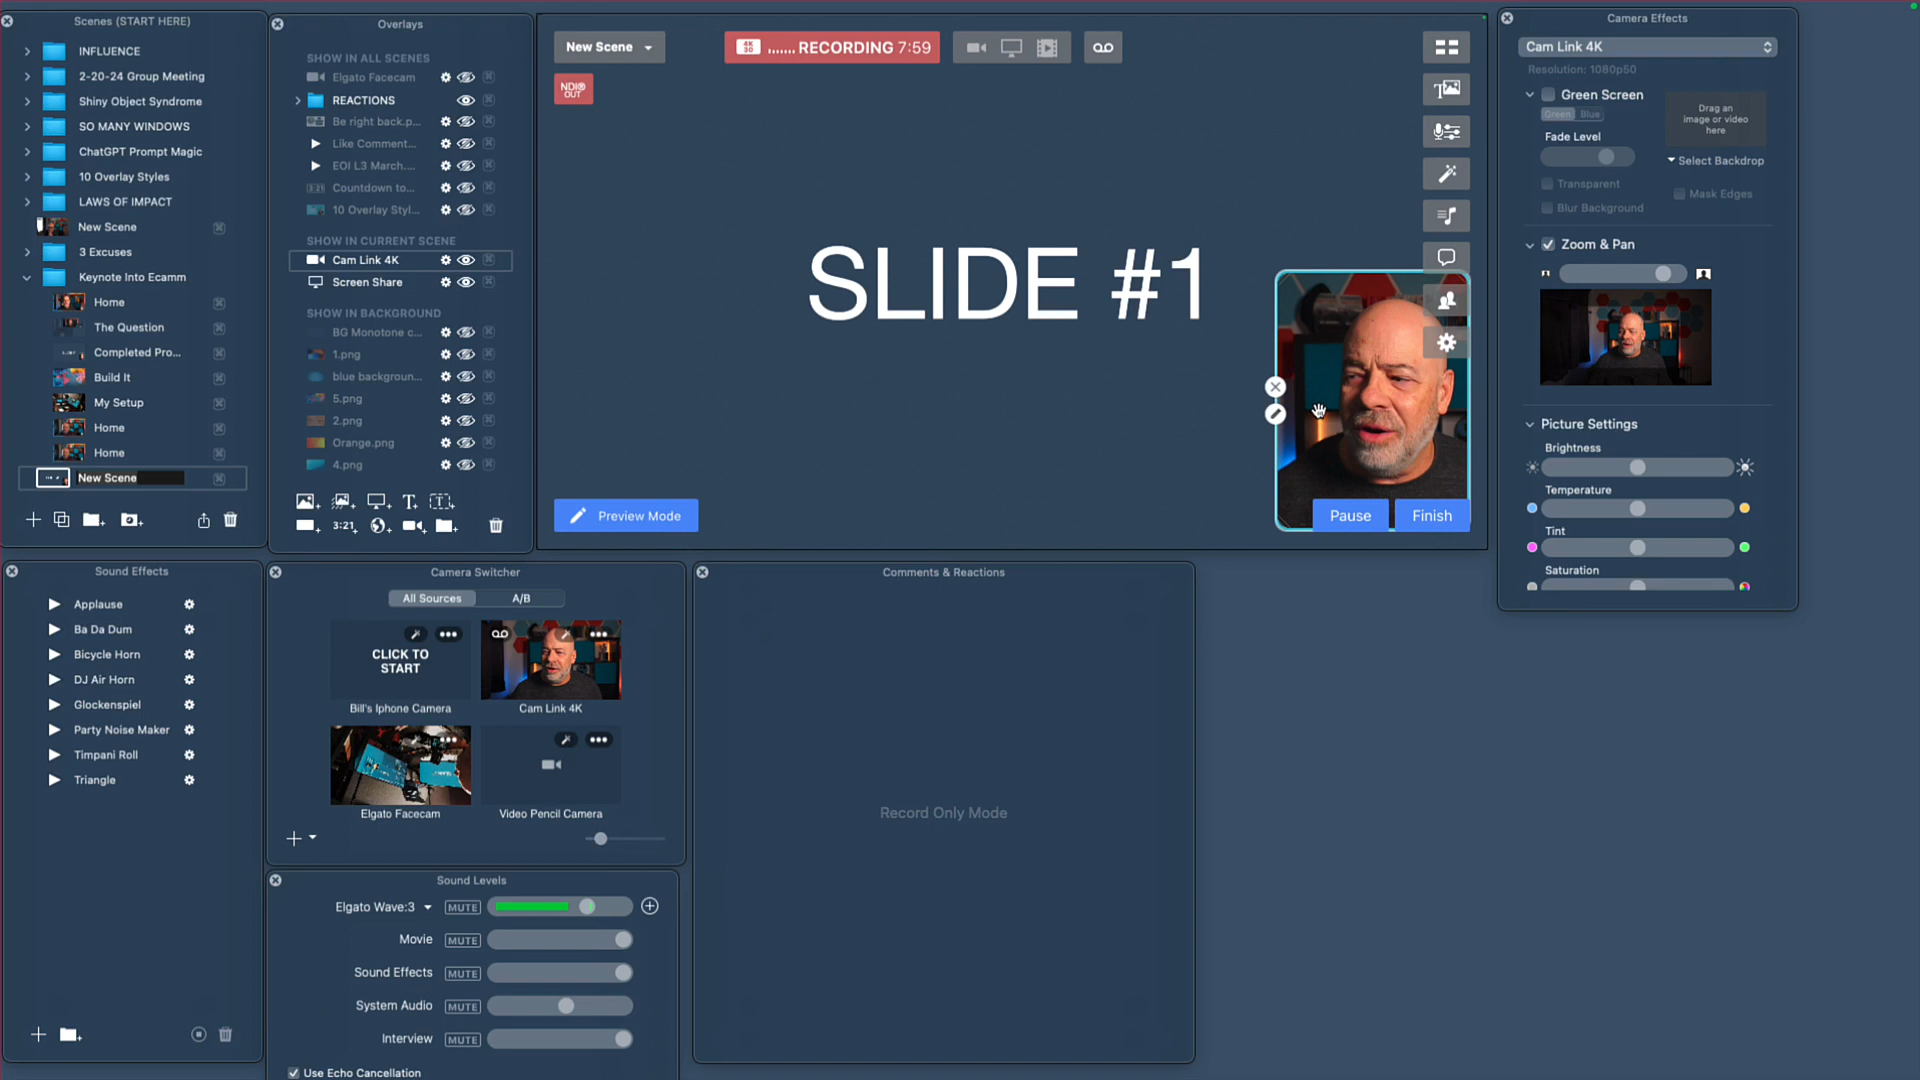 Scenes (START HERE)
INFLUENCE
2-20-24 Group Meeting
Shiny Object Syndrome
SO MANY WINDOWS
ChatGPT Prompt Magic
10 Overlay Styles
LAWS OF IMPACT
New Scene
3 Excuses
Keynote Into Ecamm
Home
The Question
Completed Pro...
Build It
My Setup
Home
Home
New Scene
Overlays
SHOW IN ALL SCENES
Elgato Facecam
REACTIONS
Be right back.p...
Like Comment...
EOI L3 March....
Countdown to...
10 Overlay Styl...
SHOW IN CURRENT SCENE
Cam Link 4K
Screen Share
SHOW IN BACKGROUND
BG Monotone c...
1.png
blue backgroun...
5.png
2.png
Orange.png
4.png
3:21
New Scene
4K
30
....... RECORDING 7:59
NDI®
OUT
SLIDE #1
Preview Mode
Pause
Finish
Camera Effects
Cam Link 4K
Resolution: 1080p50
Green Screen
Green
Blue
Drag an
image or video
here
Fade Level
Select Backdrop
Transparent
Mask Edges
Blur Background
Zoom & Pan
Picture Settings
Brightness
Temperature
Tint
Saturation
Sound Effects
Applause
Ba Da Dum
Bicycle Horn
DJ Air Horn
Glockenspiel
Party Noise Maker
Timpani Roll
Triangle
Camera Switcher
All Sources
A/B
CLICK TO
START
Bill's Iphone Camera
Cam Link 4K
Elgato Facecam
Video Pencil Camera
Sound Levels
Elgato Wave:3
MUTE
Movie
MUTE
Sound Effects
MUTE
System Audio
MUTE
Interview
MUTE
Use Echo Cancellation
Comments & Reactions
Record Only Mode